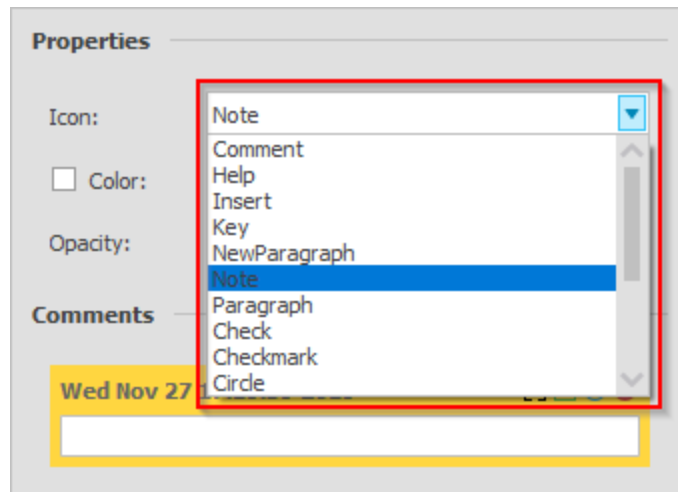 Properties
Icon:
Note
Comment
Help
Color:
Insert
Key
Opacity:
NewParagraph
Note
Paragraph
Comments
Check
Checkmark
Circle
Wed Nov 27